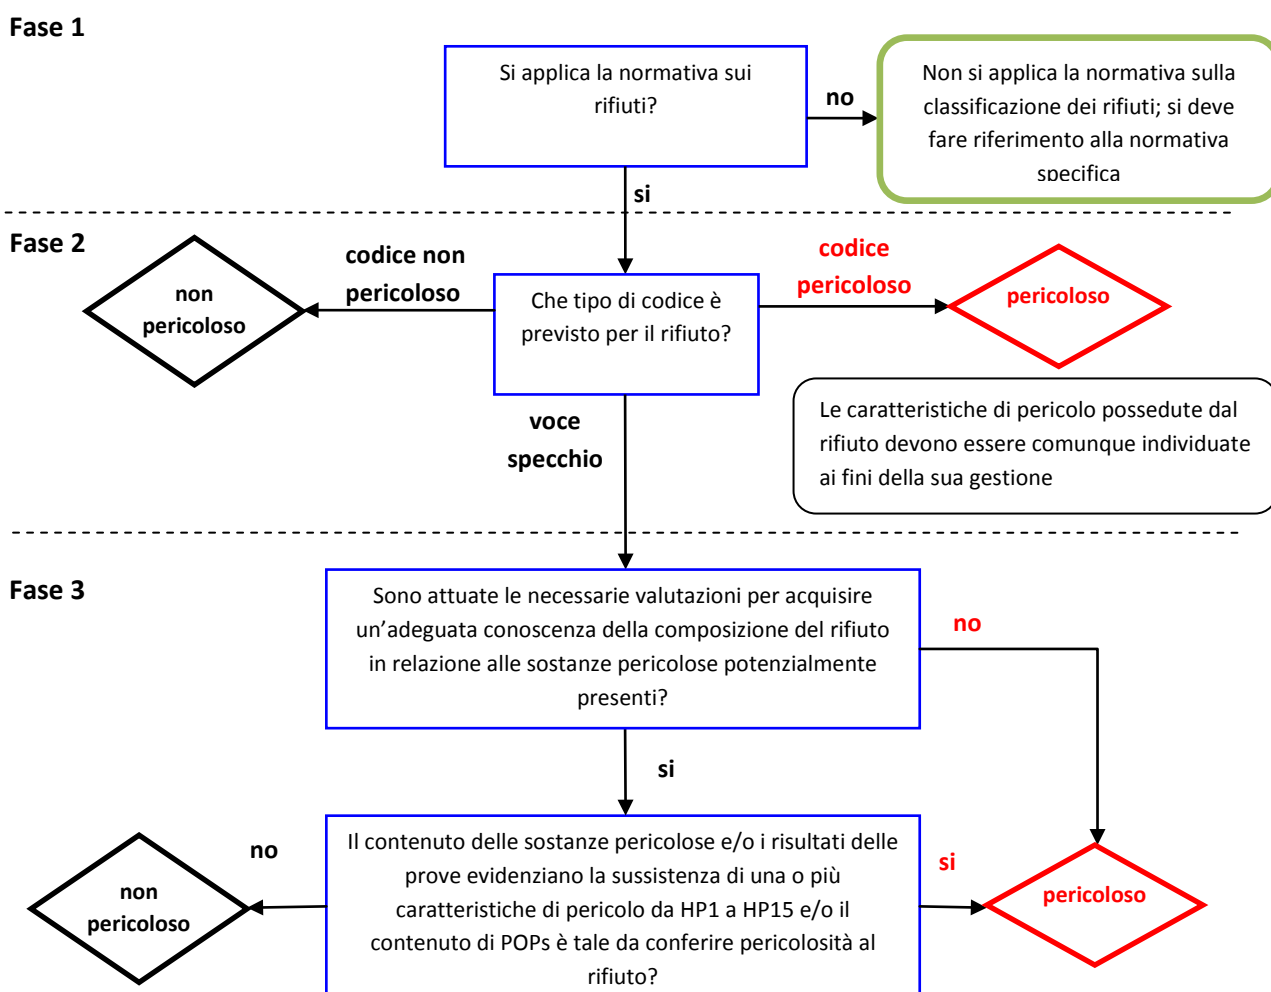 Fase 1
Si applica la normativa sui
rifiuti?
no
Non si applica la normativa sulla
classificazione dei rifiuti; si deve
fare riferimento alla normativa
specifica
si
Fase 2
codice non
pericoloso
non
pericoloso
Che tipo di codice è
previsto per il rifiuto?
codice
pericoloso
pericoloso
Le caratteristiche di pericolo possedute dal
rifiuto devono essere comunque individuate
ai fini della sua gestione
voce
specchio
Fase 3
Sono attuate le necessarie valutazioni per acquisire
un’adeguata conoscenza della composizione del rifiuto
in relazione alle sostanze pericolose potenzialmente
presenti?
no
si
Il contenuto delle sostanze pericolose e/o i risultati delle
prove evidenziano la sussistenza di una o più
caratteristiche di pericolo da HP1 a HP15 e/o il
contenuto di POPs è tale da conferire pericolosità al
rifiuto?
no
non
pericoloso
si
pericoloso